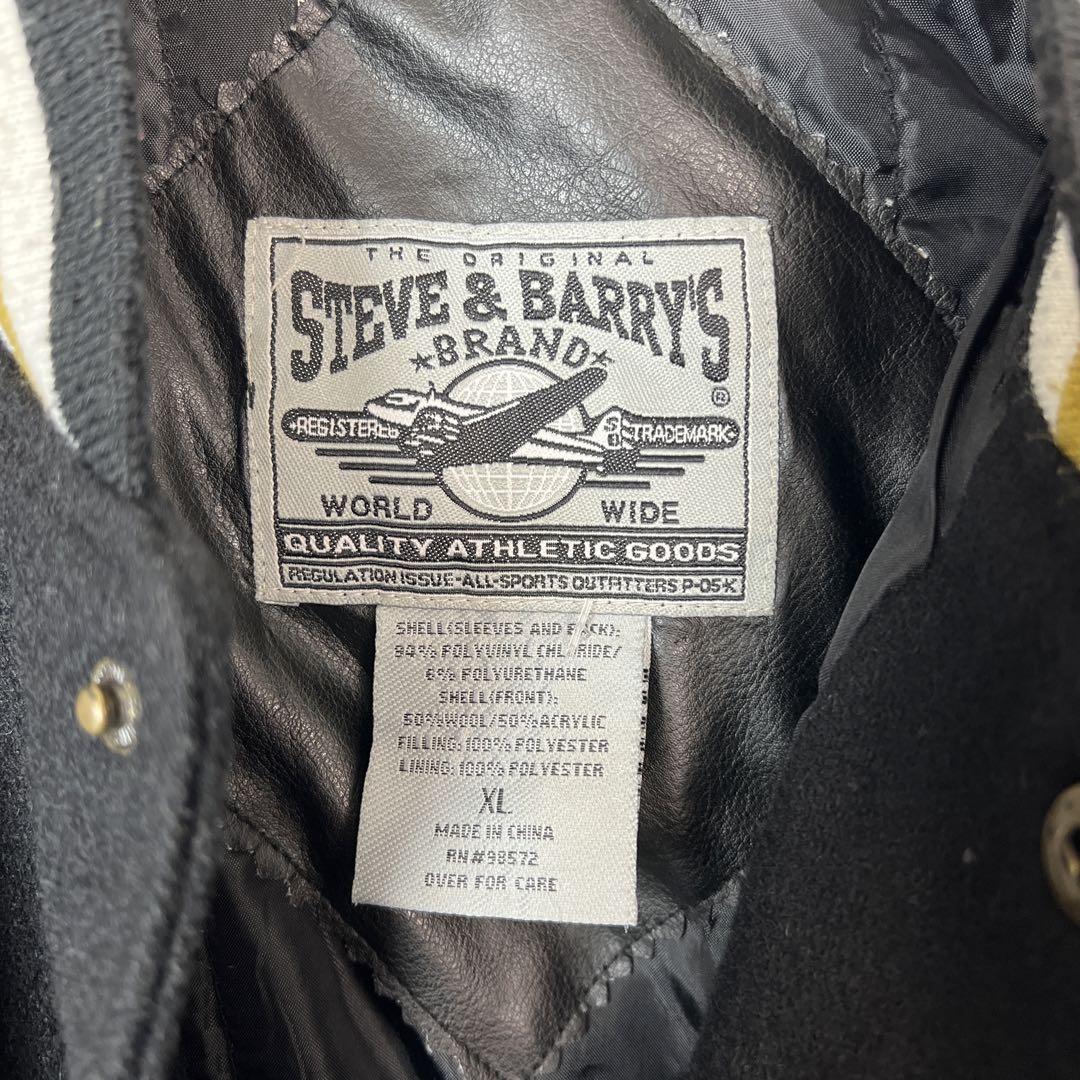 THE ORIGINAL
STEVE & BARRY'S
BRAND
®
REGISTERED TRADEMARK
WORLD WIDE
QUALITY ATHLETIC GOODS
REGULATION ISSUE-ALL-SPORTS OUTFITTERS P-05-K
SHELL(SLEEVES AND BACK):
94% POLYVINYL CHLORIDE/
6% POLYURETHANE
SHELL(FRONT):
50%WOOL/50%ACRYLIC
FILLING:100% POLYESTER
LINING:100% POLYESTER
XL
MADE IN CHINA
RN#98572
OVER FOR CARE